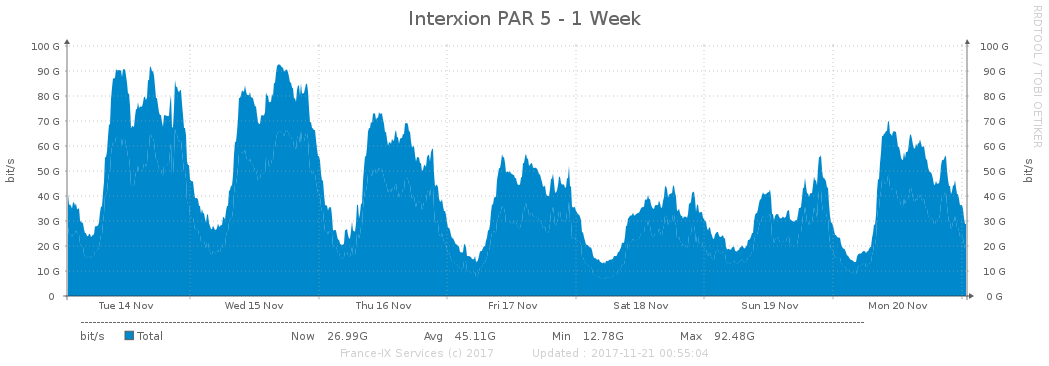 Interxion PAR 5 - 1 Week
RRDTOOL / TOBI OETIKER
bit/s
100 G 100 G
90 G 90 G
80 G 80 G
70 G 70 G
60 G 60 G
50 G 50 G
40 G 40 G
30 G 30 G
20 G 20 G
10 G 10 G
0 0 G
bit/s
Tue 14 Nov Wed 15 Nov Thu 16 Nov Fri 17 Nov Sat 18 Nov Sun 19 Nov Mon 20 Nov
bit/s Total Now 26.99G Avg 45.11G Min 12.78G Max 92.48G
France-IX Services (c) 2017 Updated : 2017-11-21 00:55:04